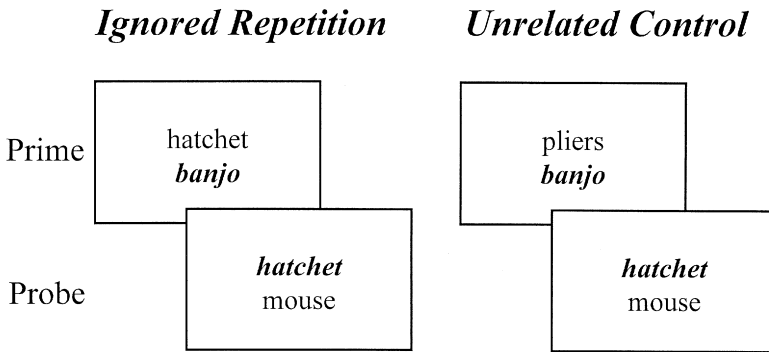 Ignored Repetition
Unrelated Control
Prime
hatchet
banjo
pliers
banjo
Probe
hatchet
mouse
hatchet
mouse